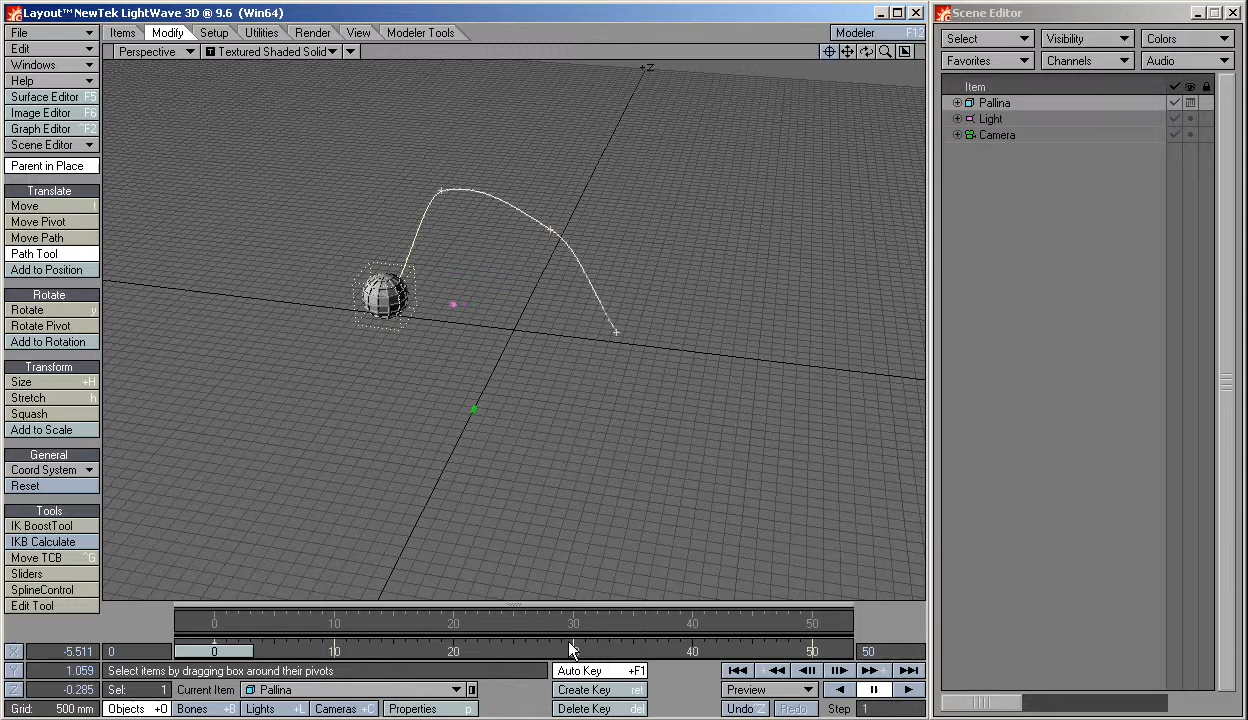 Layout™ NewTek LightWave 3D ® 9.6 (Win64)
Scene Editor
File
Items Modify Setup Utilities Render View Modeler Tools
Modeler F12
Select Visibility Colors
Edit
Perspective Textured Shaded Solid
Favorites Channels Audio
Windows
Help
Item
Surface Editor F5
Pallina
Image Editor F6
Light
Graph Editor ^F2
Camera
Scene Editor
Parent in Place
Translate
Move t
Move Pivot
Move Path
Path Tool
Add to Position
Rotate
Rotate y
Rotate Pivot
Add to Rotation
Transform
Size +H
Stretch h
Squash
Add to Scale
General
Coord System
Reset
Tools
IK BoostTool
IKB Calculate
Move TCB ^G
Sliders
SplineControl
Edit Tool
+Z
0 10 20 30 40 50
X -5.511 0 0 10 20 30 40 50 50
Y 1.059 Select items by dragging box around their pivots Auto Key +F1
Z -0.285 Sel: 1 Current Item Pallina Create Key ret Preview
Grid: 500 mm Objects +O Bones +B Lights +L Cameras +C Properties p Delete Key del Undo ^Z Redo Step 1